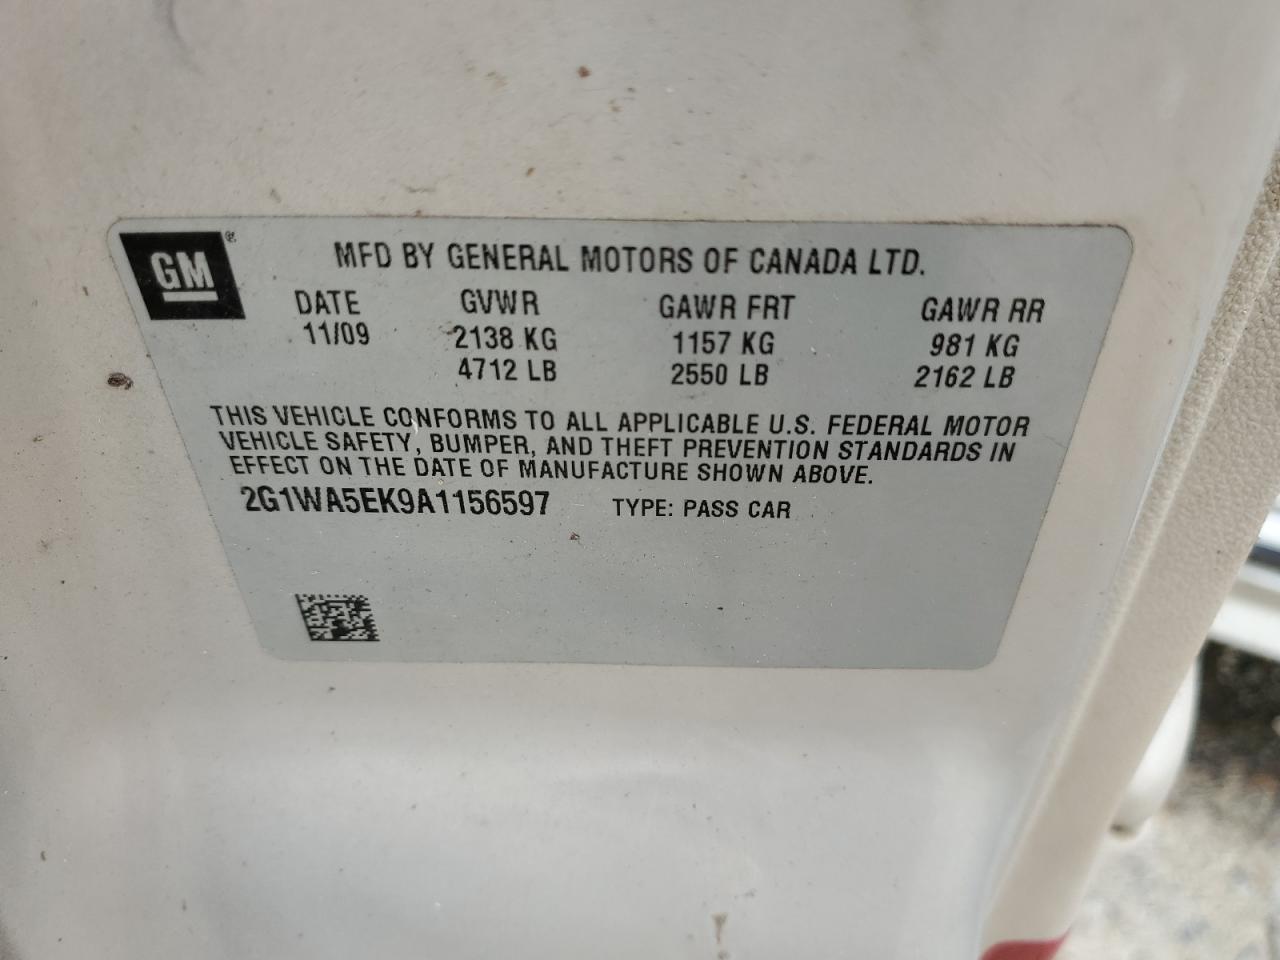 GM ®
MFD BY GENERAL MOTORS OF CANADA LTD.
DATE GVWR GAWR FRT GAWR RR
11/09 2138 KG 1157 KG 981 KG
4712 LB 2550 LB 2162 LB
THIS VEHICLE CONFORMS TO ALL APPLICABLE U.S. FEDERAL MOTOR
VEHICLE SAFETY, BUMPER, AND THEFT PREVENTION STANDARDS IN
EFFECT ON THE DATE OF MANUFACTURE SHOWN ABOVE.
2G1WA5EK9A1156597 TYPE: PASS CAR